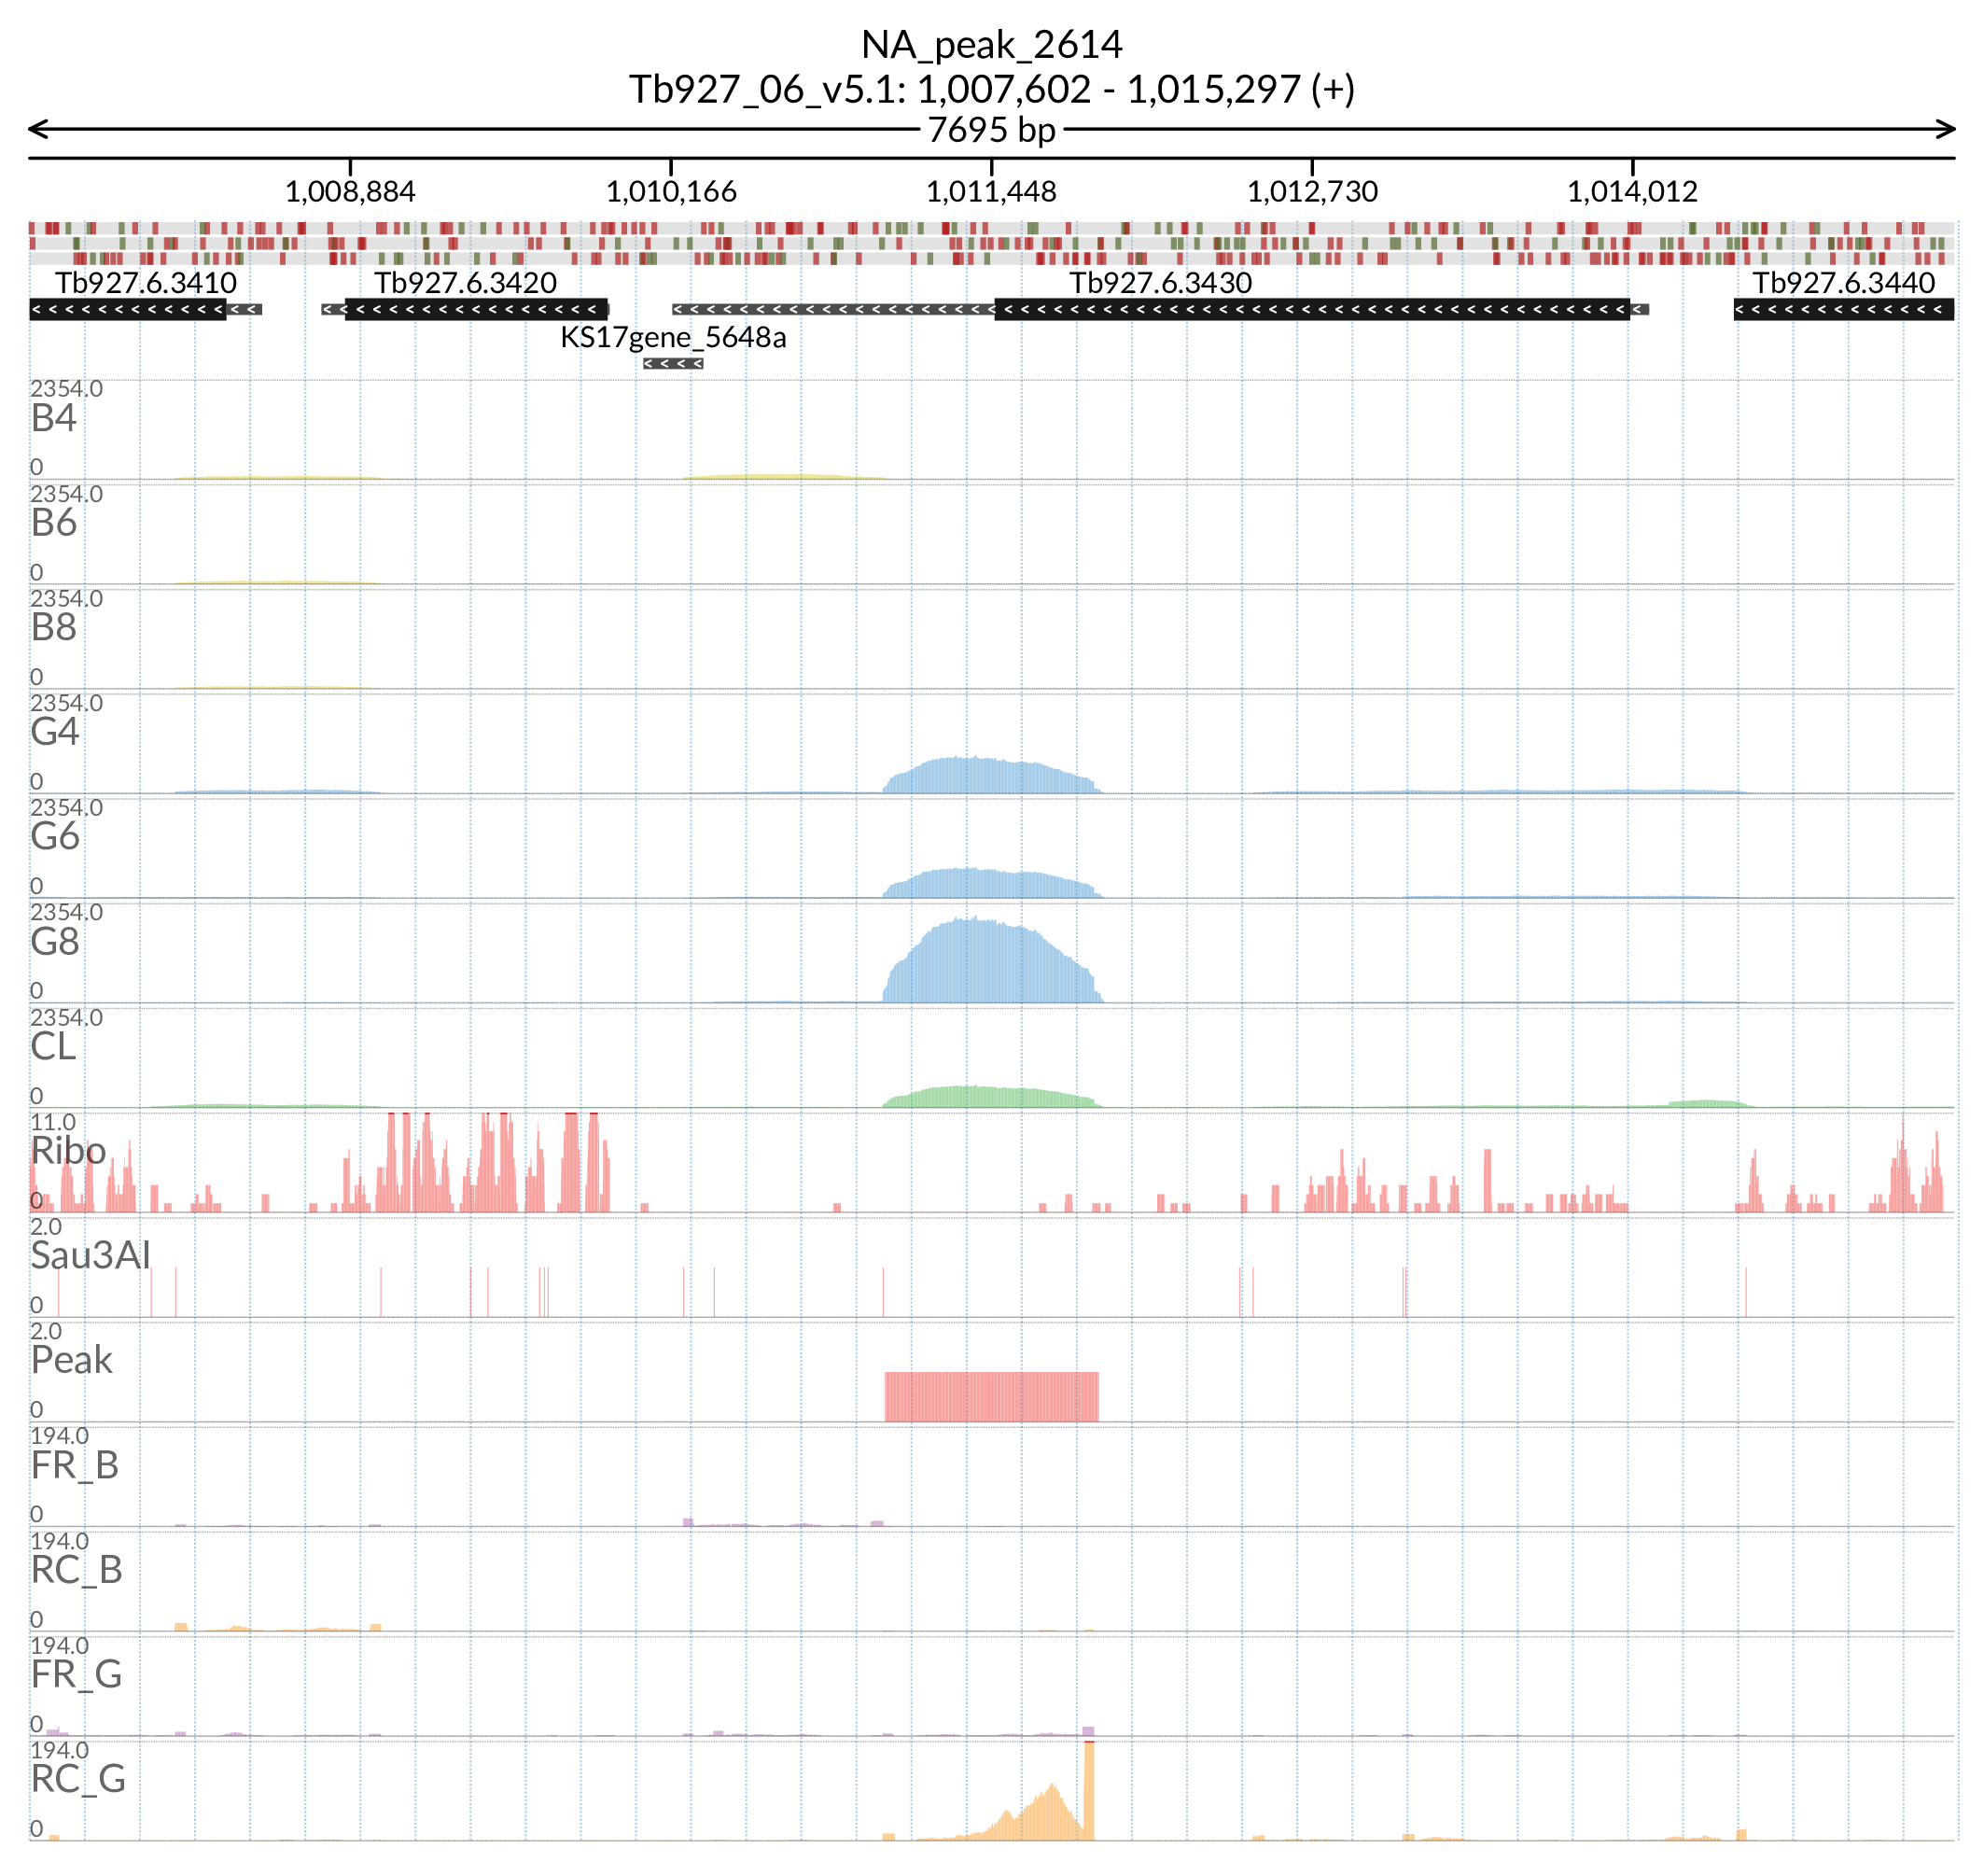 NA_peak_2614
Tb927_06_v5.1: 1,007,602 - 1,015,297 (+)
7695 bp
1,008,884 1,010,166 1,011,448 1,012,730 1,014,012
Tb927.6.3410 Tb927.6.3420 Tb927.6.3430 Tb927.6.3440
KS17gene_5648a
2354.0
B4
0
2354.0
B6
0
2354.0
B8
0
2354.0
G4
0
2354.0
G6
0
2354.0
G8
0
2354.0
CL
0
11.0
Ribo
0
2.0
Sau3AI
0
2.0
Peak
0
194.0
FR_B
0
194.0
RC_B
0
194.0
FR_G
0
194.0
RC_G
0